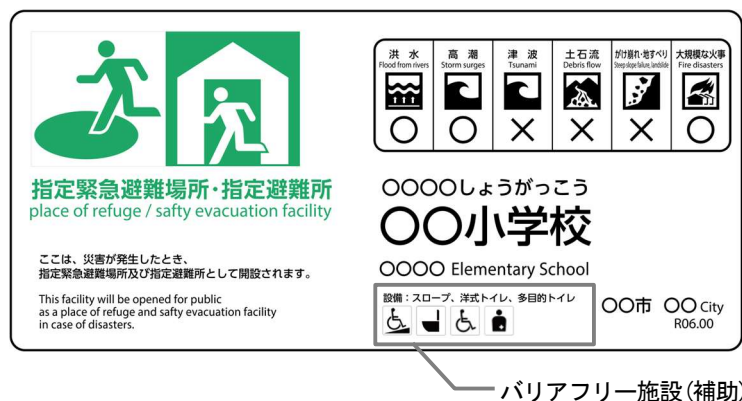 指定緊急避難場所・指定避難所
place of refuge / safty evacuation facility
ここは、災害が発生したとき、
指定緊急避難場所及び指定避難所として開設されます。
This facility will be opened for public
as a place of refuge and safty evacuation facility
in case of disasters.
洪水 高潮 津波 土石流 がけ崩れ・地すべり 大規模な火事
Flood from rivers Storm surges Tsunami Debris flow Steep slope failure, landslide Fire disasters
○ ○ × × × ○
○○○○しょうがっこう
○○小学校
○○○○ Elementary School
設備：スロープ、洋式トイレ、多目的トイレ
○○市 ○○ City
R06.00
バリアフリー施設(補助)